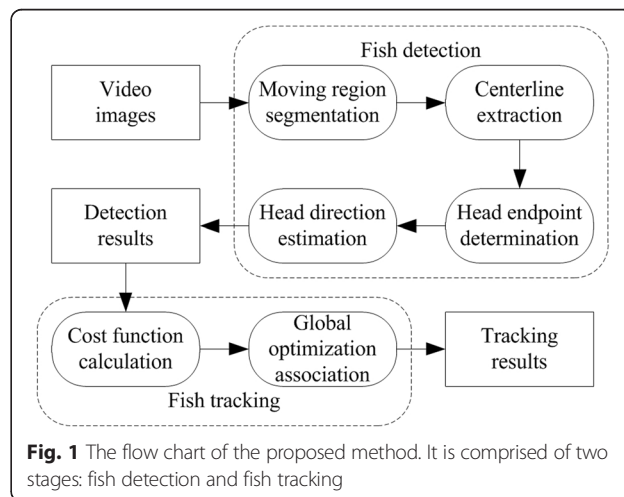 Fish detection
Video
images
Moving region
segmentation
Centerline
extraction
Detection
results
Head direction
estimation
Head endpoint
determination
Cost function
calculation
Global
optimization
association
Tracking
results
Fish tracking
Fig. 1 The flow chart of the proposed method. It is comprised of two
stages: fish detection and fish tracking